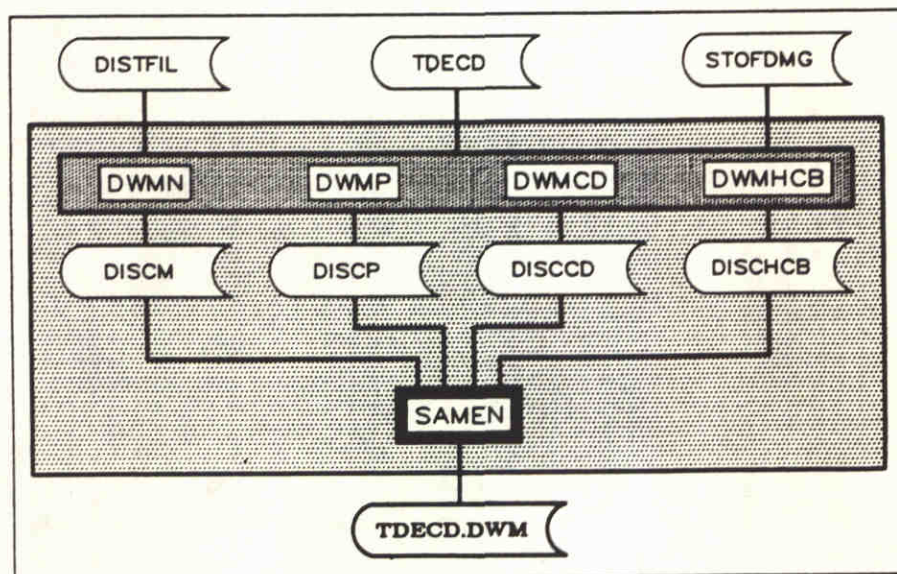 DISTFIL TDECD STOFDMG
DWMN DWMP DWMCD DWMHCB
DISCM DISCP DISCCD DISCHCB
SAMEN
TDECD.DWM